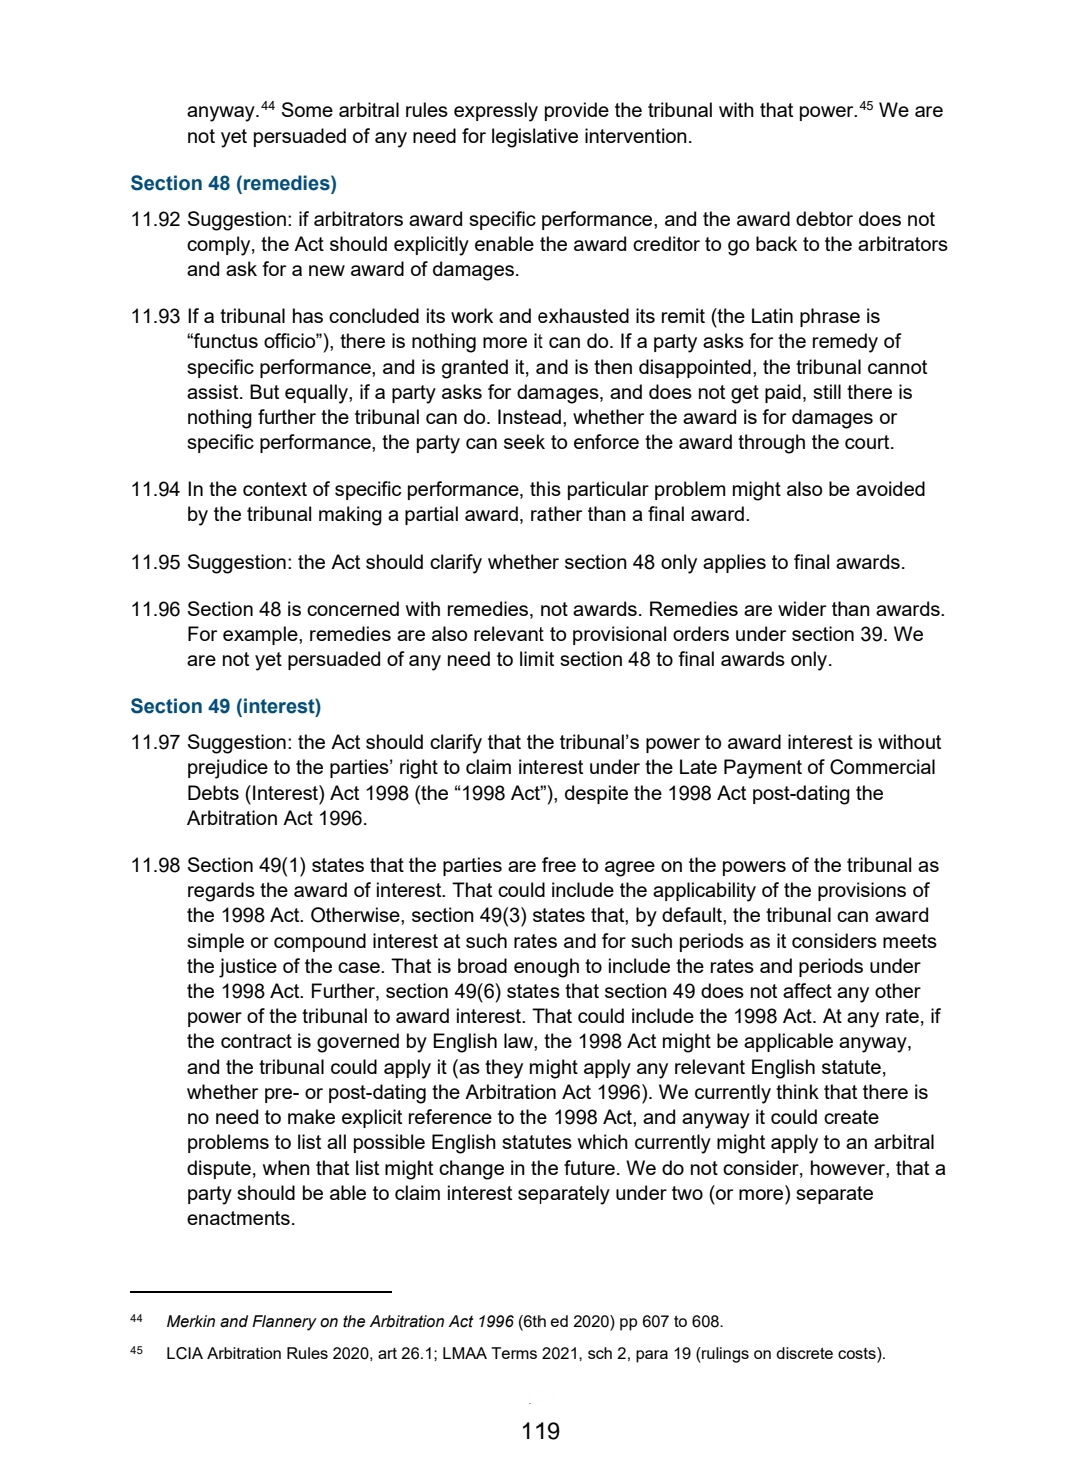 anyway.44 Some arbitral rules expressly provide the tribunal with that power.45 We are
not yet persuaded of any need for legislative intervention.
Section 48 (remedies)
11.92 Suggestion: if arbitrators award specific performance, and the award debtor does not
comply, the Act should explicitly enable the award creditor to go back to the arbitrators
and ask for a new award of damages.
11.93 If a tribunal has concluded its work and exhausted its remit (the Latin phrase is
“functus officio”), there is nothing more it can do. If a party asks for the remedy of
specific performance, and is granted it, and is then disappointed, the tribunal cannot
assist. But equally, if a party asks for damages, and does not get paid, still there is
nothing further the tribunal can do. Instead, whether the award is for damages or
specific performance, the party can seek to enforce the award through the court.
11.94 In the context of specific performance, this particular problem might also be avoided
by the tribunal making a partial award, rather than a final award.
11.95 Suggestion: the Act should clarify whether section 48 only applies to final awards.
11.96 Section 48 is concerned with remedies, not awards. Remedies are wider than awards.
For example, remedies are also relevant to provisional orders under section 39. We
are not yet persuaded of any need to limit section 48 to final awards only.
Section 49 (interest)
11.97 Suggestion: the Act should clarify that the tribunal’s power to award interest is without
prejudice to the parties’ right to claim interest under the Late Payment of Commercial
Debts (Interest) Act 1998 (the “1998 Act”), despite the 1998 Act post-dating the
Arbitration Act 1996.
11.98 Section 49(1) states that the parties are free to agree on the powers of the tribunal as
regards the award of interest. That could include the applicability of the provisions of
the 1998 Act. Otherwise, section 49(3) states that, by default, the tribunal can award
simple or compound interest at such rates and for such periods as it considers meets
the justice of the case. That is broad enough to include the rates and periods under
the 1998 Act. Further, section 49(6) states that section 49 does not affect any other
power of the tribunal to award interest. That could include the 1998 Act. At any rate, if
the contract is governed by English law, the 1998 Act might be applicable anyway,
and the tribunal could apply it (as they might apply any relevant English statute,
whether pre- or post-dating the Arbitration Act 1996). We currently think that there is
no need to make explicit reference to the 1998 Act, and anyway it could create
problems to list all possible English statutes which currently might apply to an arbitral
dispute, when that list might change in the future. We do not consider, however, that a
party should be able to claim interest separately under two (or more) separate
enactments.
44 Merkin and Flannery on the Arbitration Act 1996 (6th ed 2020) pp 607 to 608.
45 LCIA Arbitration Rules 2020, art 26.1; LMAA Terms 2021, sch 2, para 19 (rulings on discrete costs).
119